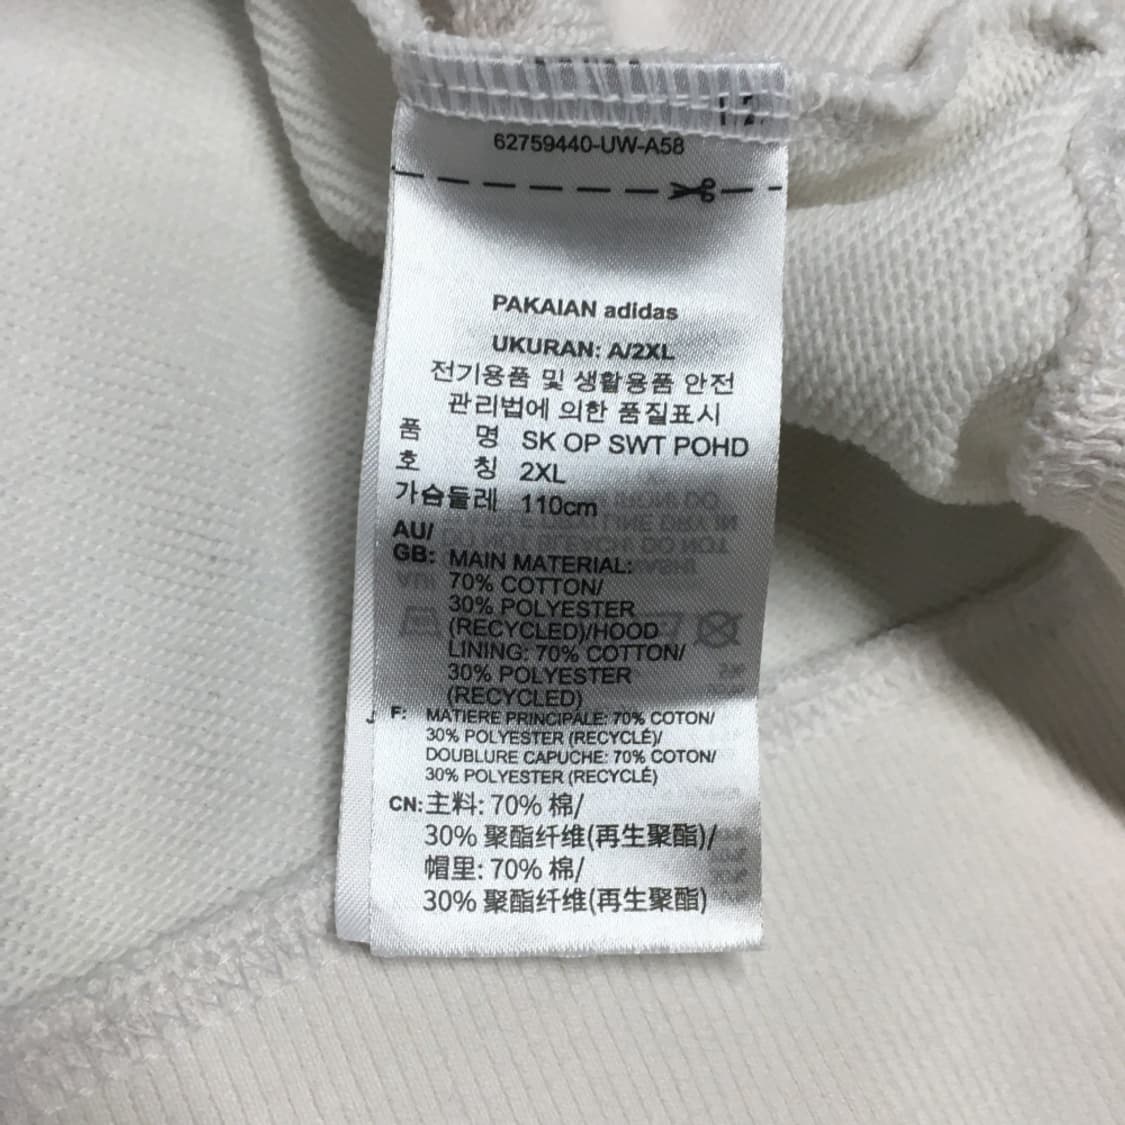 62759440-UW-A58
PAKAIAN adidas
UKURAN: A/2XL
전기용품 및 생활용품 안전
관리법에 의한 품질표시
품 명 SK OP SWT POHD
호 칭 2XL
가슴둘레 110cm
AU/
GB: MAIN MATERIAL:
70% COTTON/
30% POLYESTER
(RECYCLED)/HOOD
LINING: 70% COTTON/
30% POLYESTER
(RECYCLED)
F: MATIERE PRINCIPALE: 70% COTON/
30% POLYESTER (RECYCLÉ)/
DOUBLURE CAPUCHE: 70% COTON/
30% POLYESTER (RECYCLÉ)
CN: 主料: 70% 棉/
30% 聚酯纤维(再生聚酯)/
帽里: 70% 棉/
30% 聚酯纤维(再生聚酯)